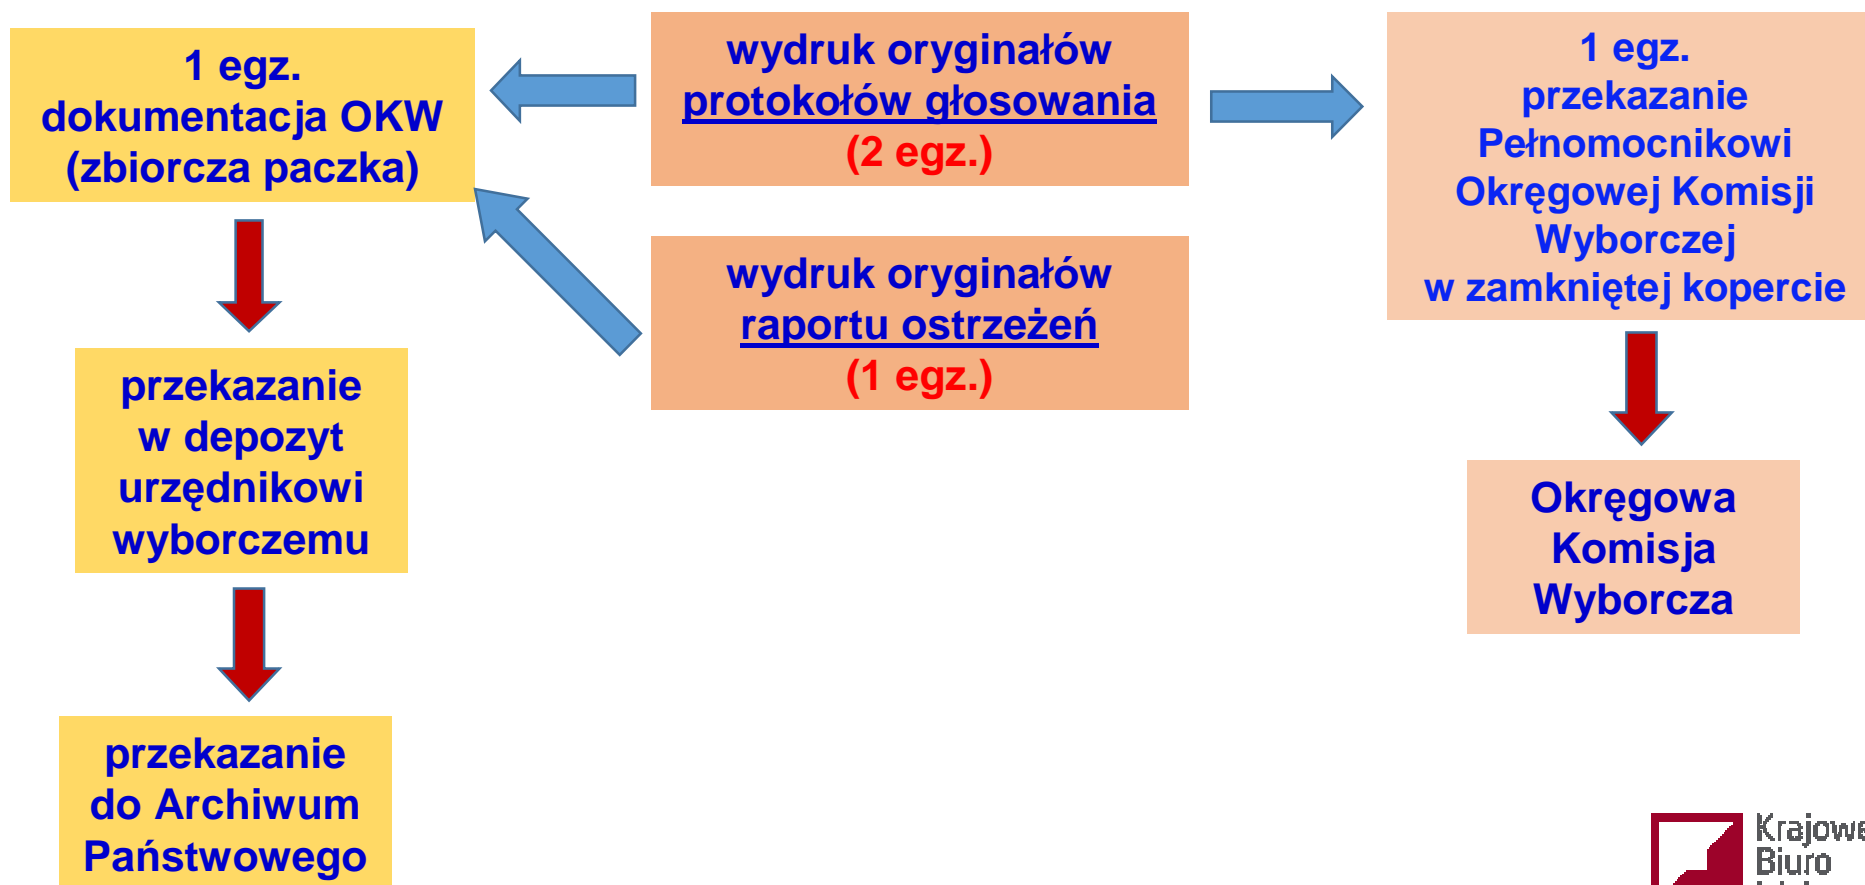 1 egz.
dokumentacja OKW
(zbiorcza paczka)
wydruk oryginałów
protokołów głosowania
(2 egz.)
1 egz.
przekazanie
Pełnomocnikowi
Okręgowej Komisji
Wyborczej
w zamkniętej kopercie
wydruk oryginałów
raportu ostrzeżeń
(1 egz.)
przekazanie
w depozyt
urzędnikowi
wyborczemu
Okręgowa
Komisja
Wyborcza
przekazanie
do Archiwum
Państwowego
Krajowe
Biuro